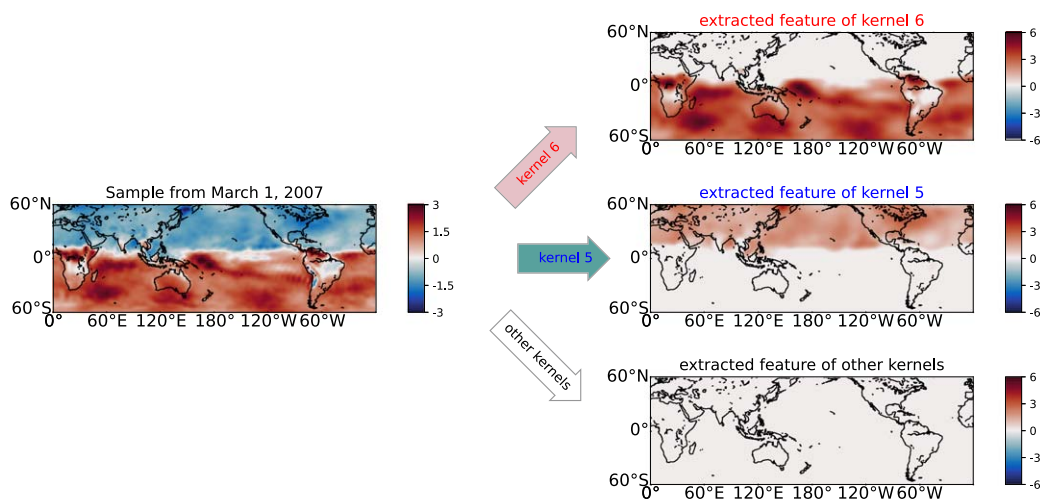 extracted feature of kernel 6
60°N
0°
60°S
0° 60°E 120°E 180° 120°W 60°W
6
3
0
-3
-6
kernel 6
Sample from March 1, 2007
60°N
0°
60°S
0° 60°E 120°E 180° 120°W 60°W
3
1.5
0
-1.5
-3
kernel 5
extracted feature of kernel 5
60°N
0°
60°S
0° 60°E 120°E 180° 120°W 60°W
6
3
0
-3
-6
other kernels
extracted feature of other kernels
60°N
0°
60°S
0° 60°E 120°E 180° 120°W 60°W
6
3
0
-3
-6